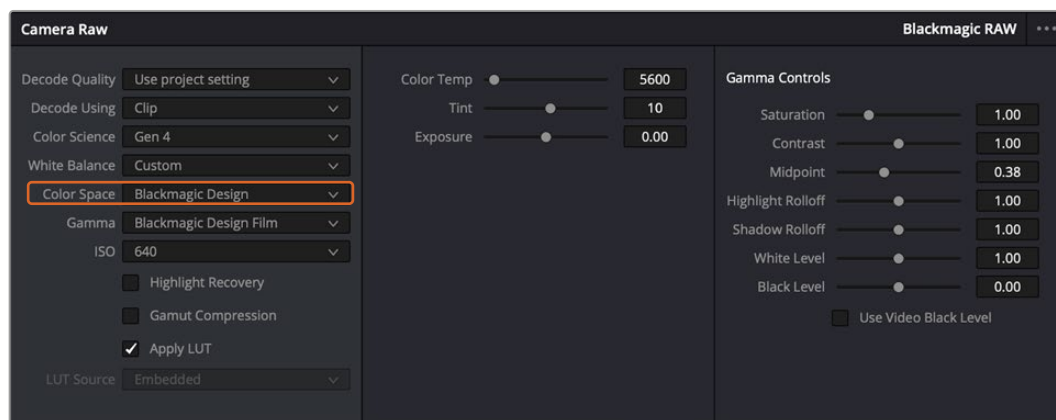 Camera Raw
Blackmagic RAW
Decode Quality Use project setting
Decode Using Clip
Color Science Gen 4
White Balance Custom
Color Space Blackmagic Design
Gamma Blackmagic Design Film
ISO 640
Highlight Recovery
Gamut Compression
Apply LUT
LUT Source Embedded
Color Temp 5600
Tint 10
Exposure 0.00
Gamma Controls
Saturation 1.00
Contrast 1.00
Midpoint 0.38
Highlight Rolloff 1.00
Shadow Rolloff 1.00
White Level 1.00
Black Level 0.00
Use Video Black Level